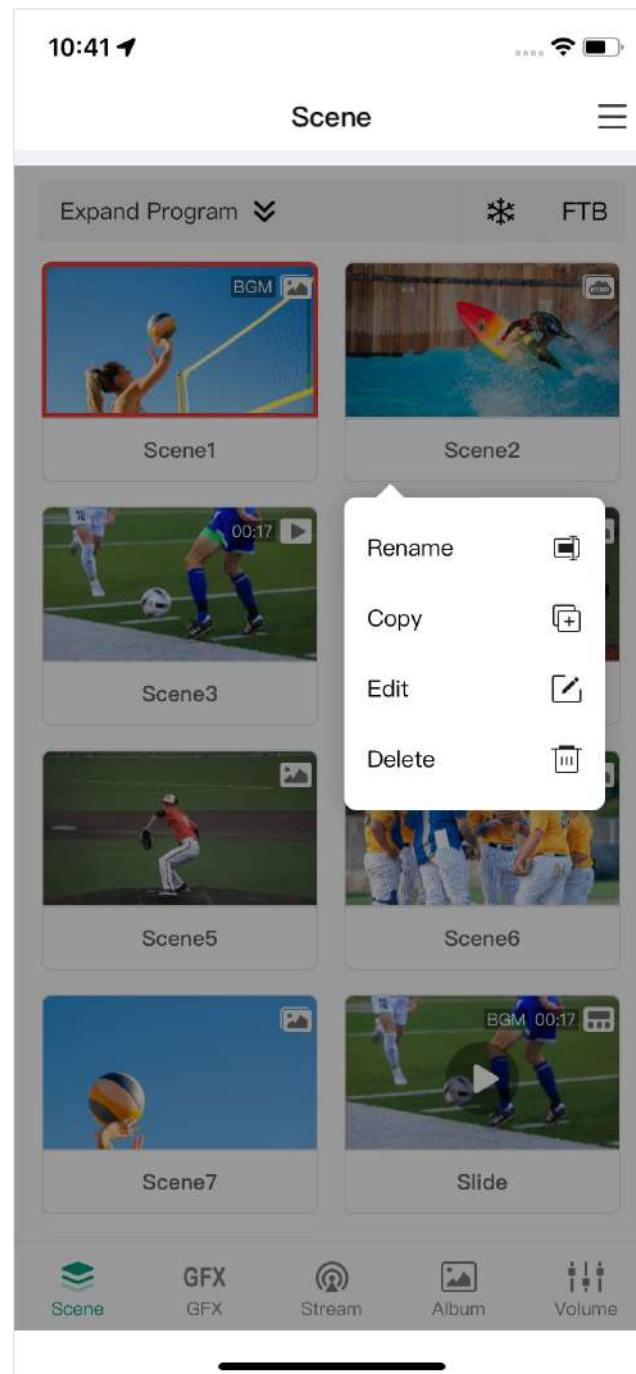 10:41
Scene
Expand Program
FTB
BGM
Scene1
Scene2
00:17
Scene3
Rename
Copy
Edit
Delete
Scene5
Scene6
BGM 00:17
Scene7
Slide
Scene
GFX
GFX
Stream
Album
Volume